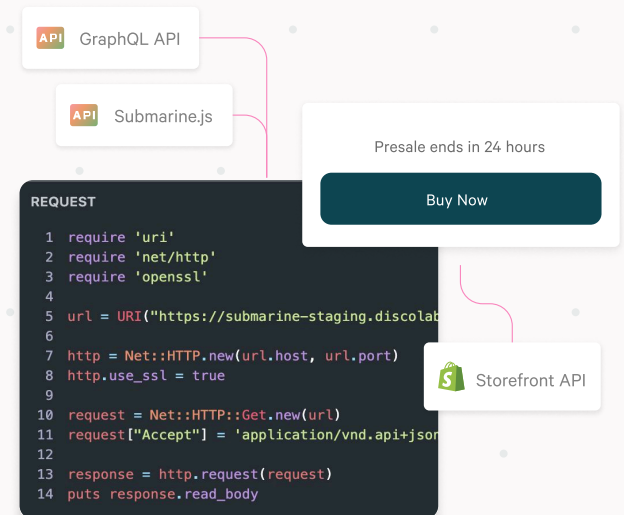 API GraphQL API
API Submarine.js
Presale ends in 24 hours
Buy Now
REQUEST
1 require 'uri'
2 require 'net/http'
3 require 'openssl'
4
5 url = URI("https://submarine-staging.discolab
6
7 http = Net::HTTP.new(url.host, url.port)
8 http.use_ssl = true
9
10 request = Net::HTTP::Get.new(url)
11 request["Accept"] = 'application/vnd.api+json
12
13 response = http.request(request)
14 puts response.read_body
S Storefront API